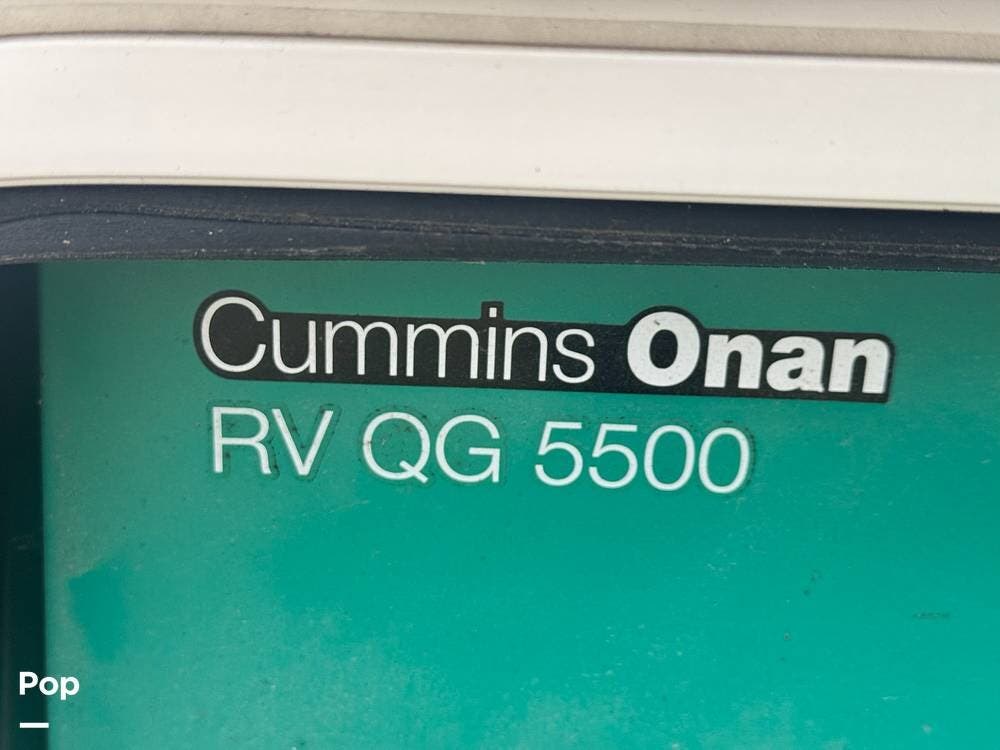 Cummins Onan
RV QG 5500
Pop